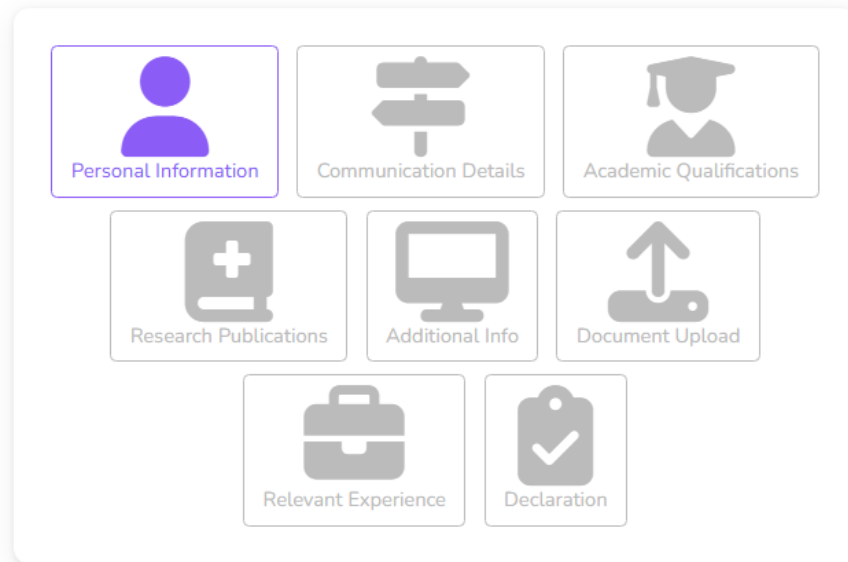 Personal Information
Communication Details
Academic Qualifications
Research Publications
Additional Info
Document Upload
Relevant Experience
Declaration